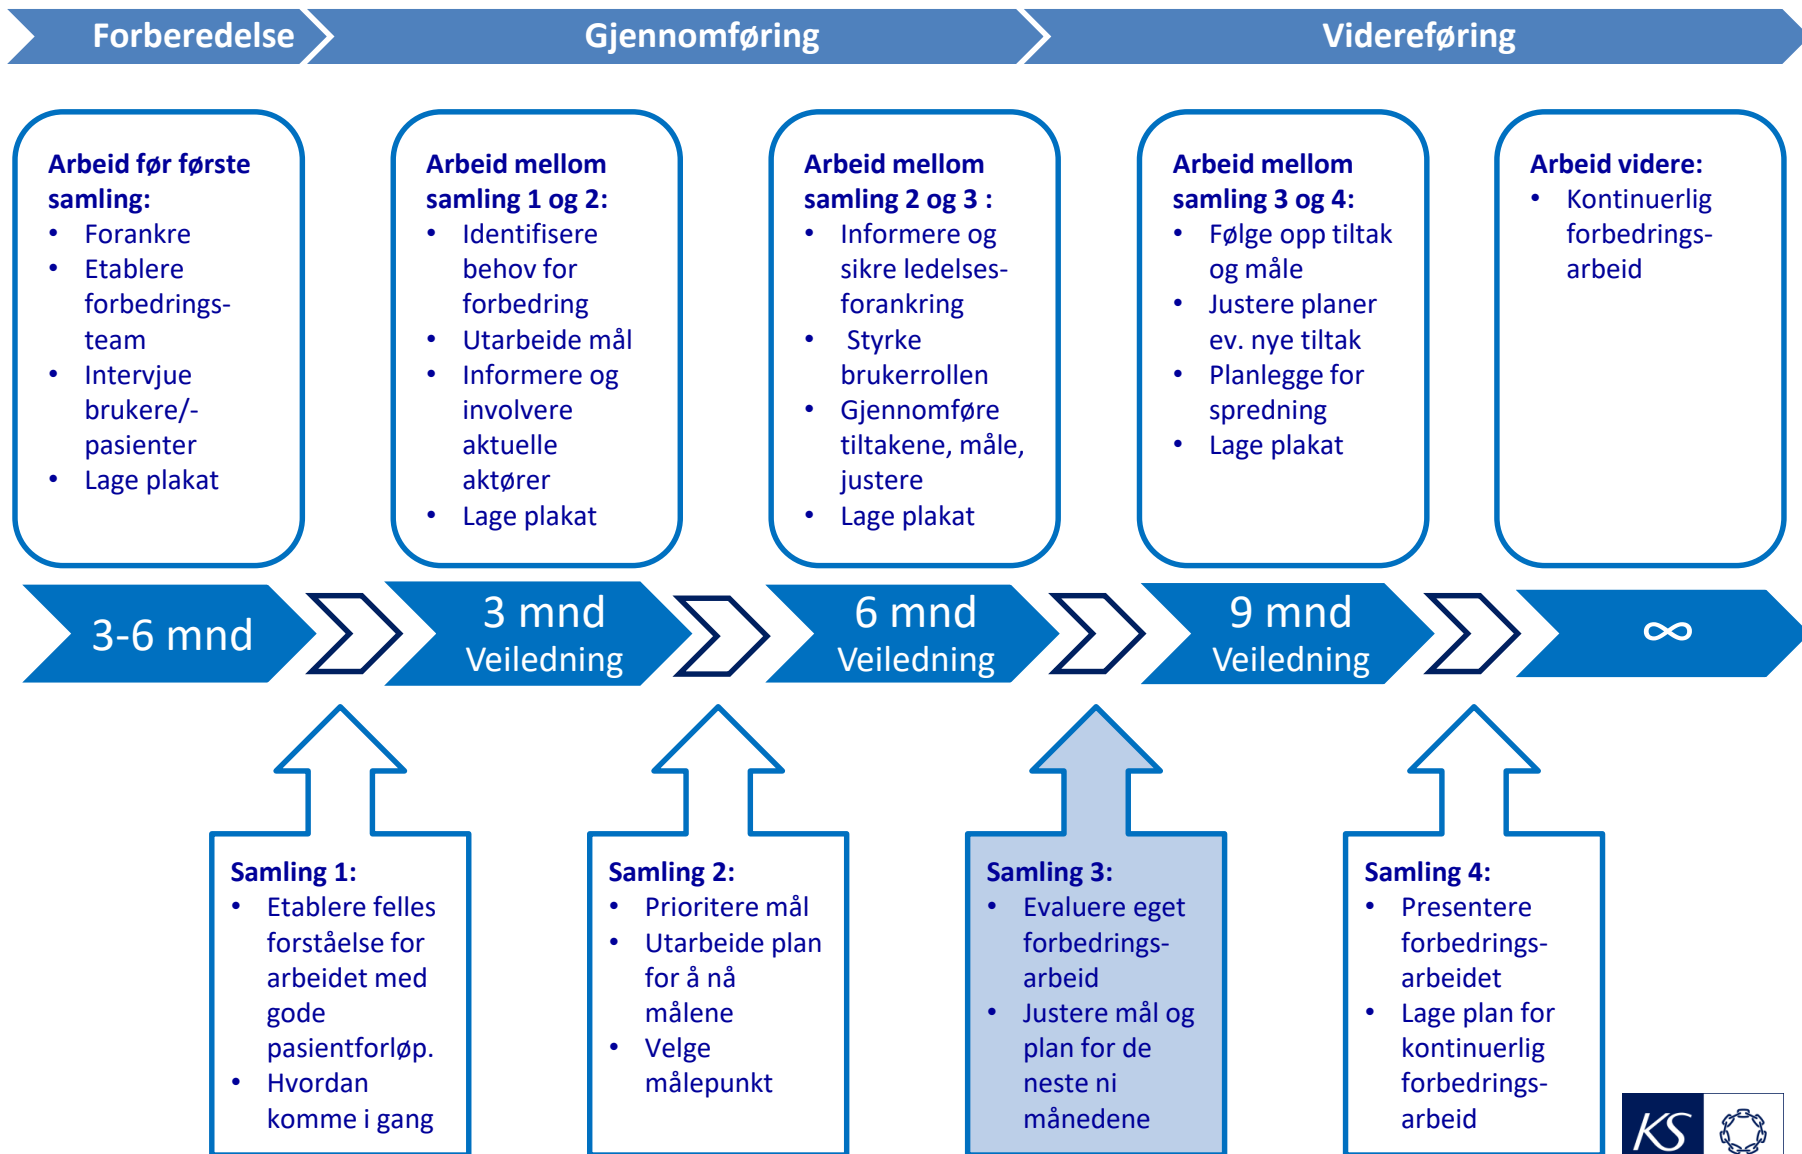 Forberedelse
Gjennomføring
Videreføring
Arbeid før første
samling:
• Forankre
• Etablere
forbedrings-
team
• Intervjue
brukere/-
pasienter
• Lage plakat
Arbeid mellom
samling 1 og 2:
• Identifisere
behov for
forbedring
• Utarbeide mål
• Informere og
involvere
aktuelle
aktører
• Lage plakat
Arbeid mellom
samling 2 og 3 :
• Informere og
sikre ledelses-
forankring
• Styrke
brukerrollen
• Gjennomføre
tiltakene, måle,
justere
• Lage plakat
Arbeid mellom
samling 3 og 4:
• Følge opp tiltak
og måle
• Justere planer
ev. nye tiltak
• Planlegge for
spredning
• Lage plakat
Arbeid videre:
• Kontinuerlig
forbedrings-
arbeid
3-6 mnd
3 mnd
Veiledning
6 mnd
Veiledning
9 mnd
Veiledning
∞
Samling 1:
• Etablere felles
forståelse for
arbeidet med
gode
pasientforløp.
• Hvordan
komme i gang
Samling 2:
• Prioritere mål
• Utarbeide plan
for å nå
målene
• Velge
målepunkt
Samling 3:
• Evaluere eget
forbedrings-
arbeid
• Justere mål og
plan for de
neste ni
månedene
Samling 4:
• Presentere
forbedrings-
arbeidet
• Lage plan for
kontinuerlig
forbedrings-
arbeid
KS